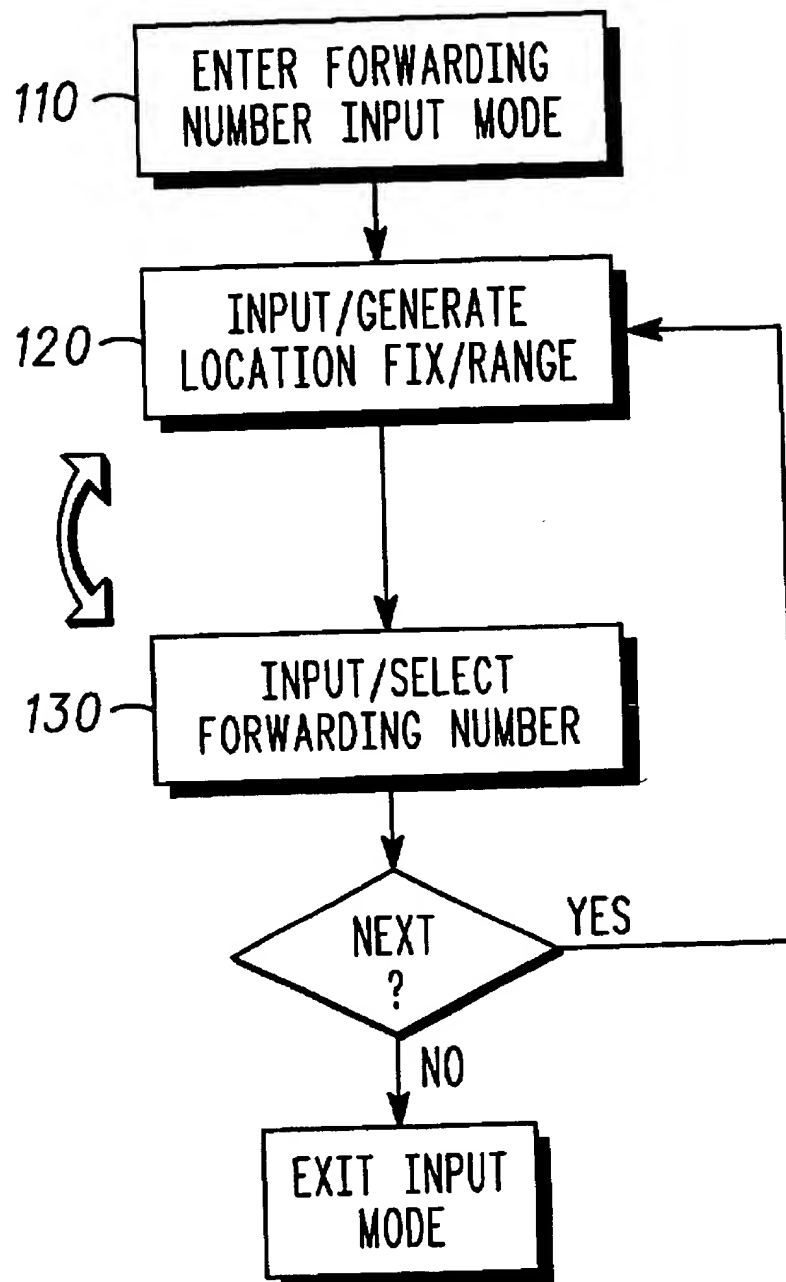 110
ENTER FORWARDING
NUMBER INPUT MODE
120
INPUT/GENERATE
LOCATION FIX/RANGE
130
INPUT/SELECT
FORWARDING NUMBER
NEXT
?
YES
NO
EXIT INPUT
MODE